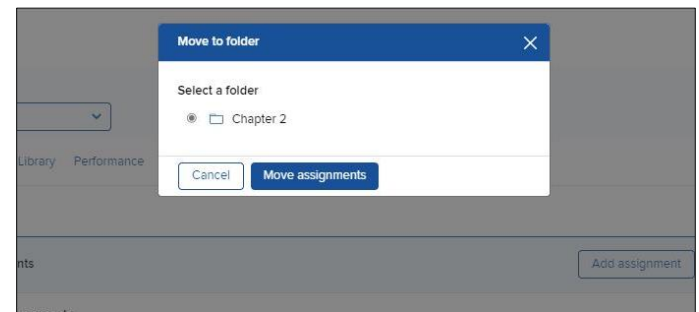 Move to folder
Select a folder
Chapter 2
Library Performance
Cancel Move assignments
nts
Add assignment